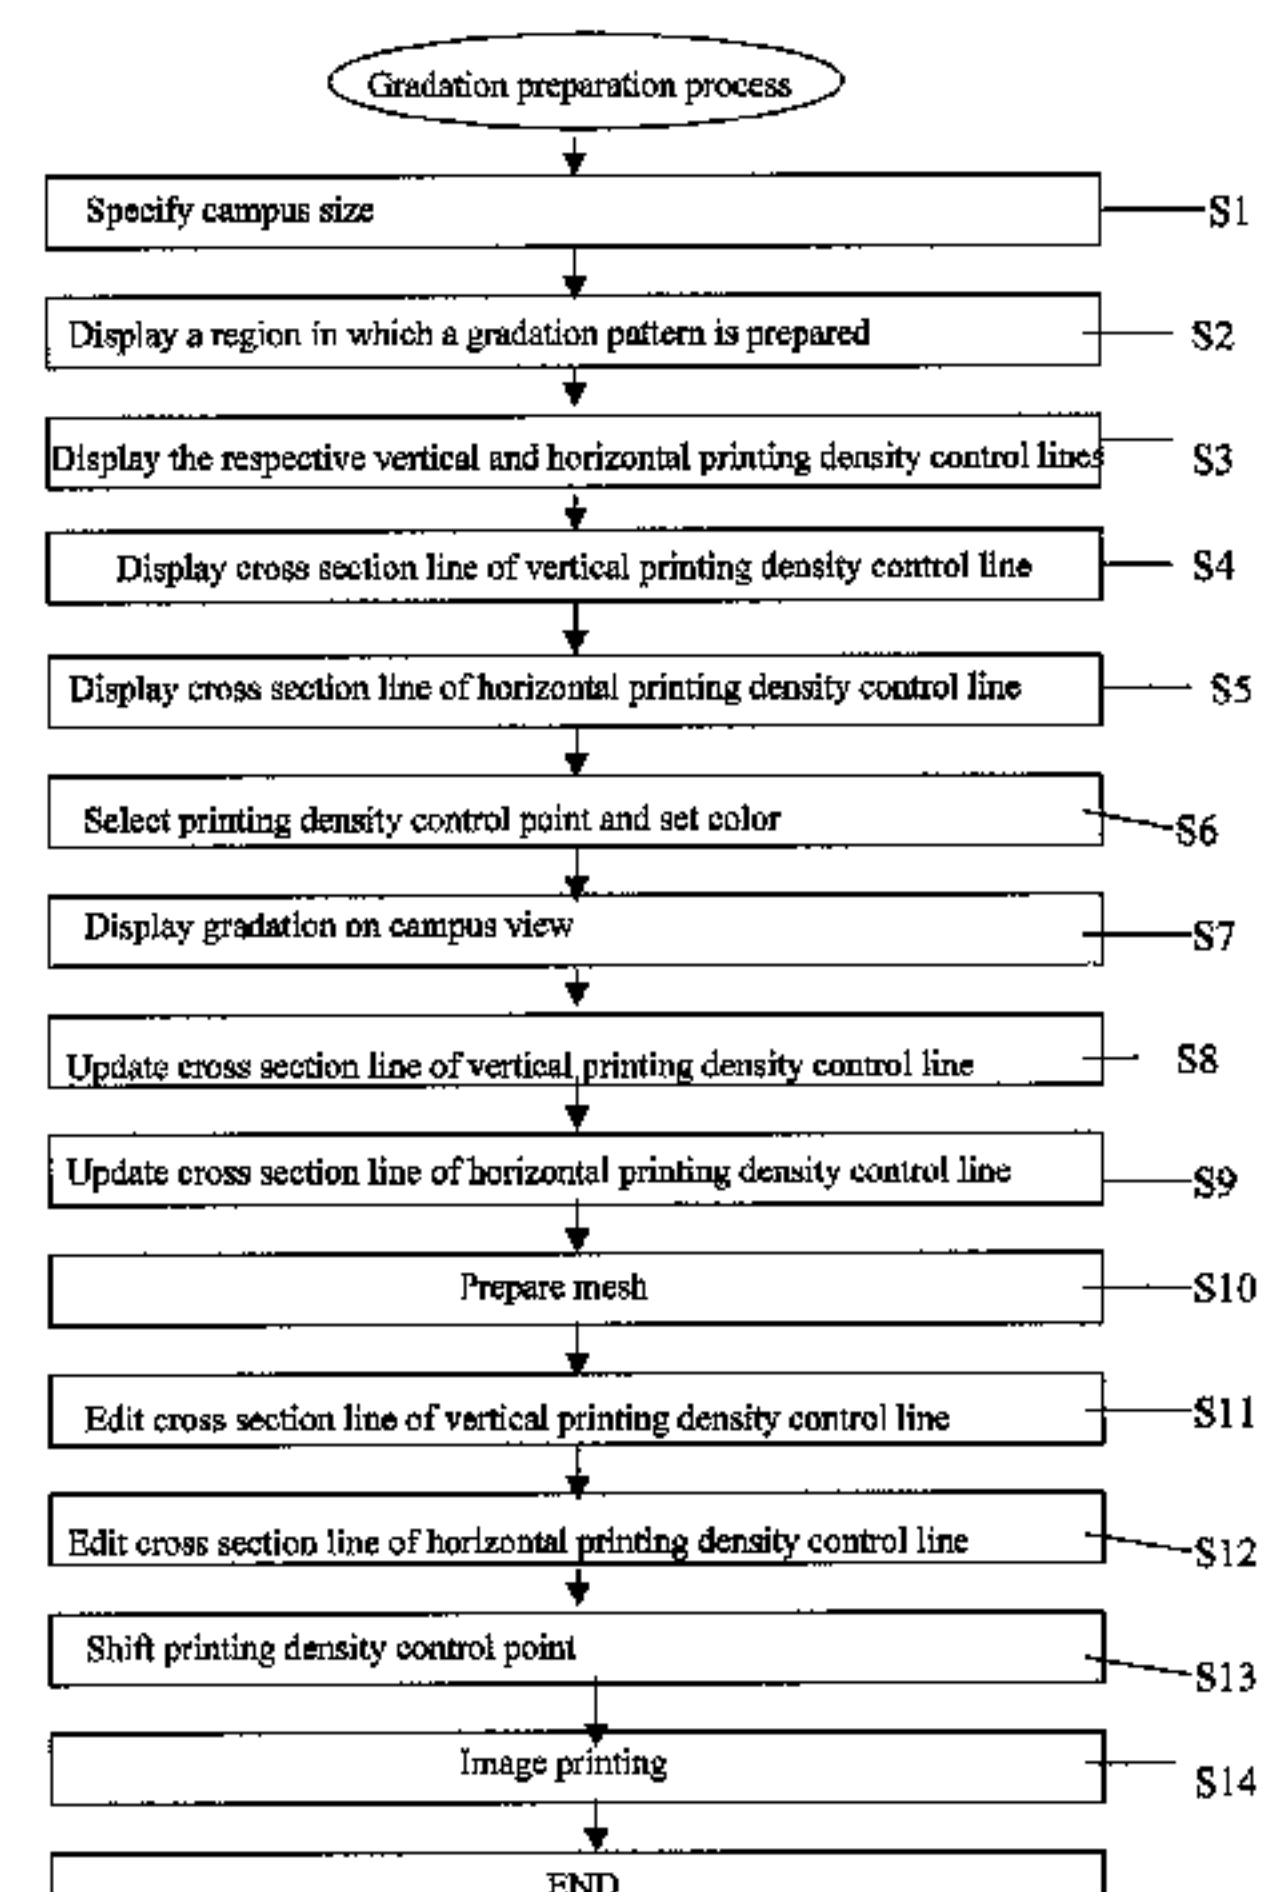 Gradation preparation process
Specify campus size
S1
Display a region in which a gradation pattern is prepared
S2
Display the respective vertical and horizontal printing density control lines
S3
Display cross section line of vertical printing density control line
S4
Display cross section line of horizontal printing density control line
S5
Select printing density control point and set color
S6
Display gradation on campus view
S7
Update cross section line of vertical printing density control line
S8
Update cross section line of horizontal printing density control line
S9
Prepare mesh
S10
Edit cross section line of vertical printing density control line
S11
Edit cross section line of horizontal printing density control line
S12
Shift printing density control point
S13
Image printing
S14
END